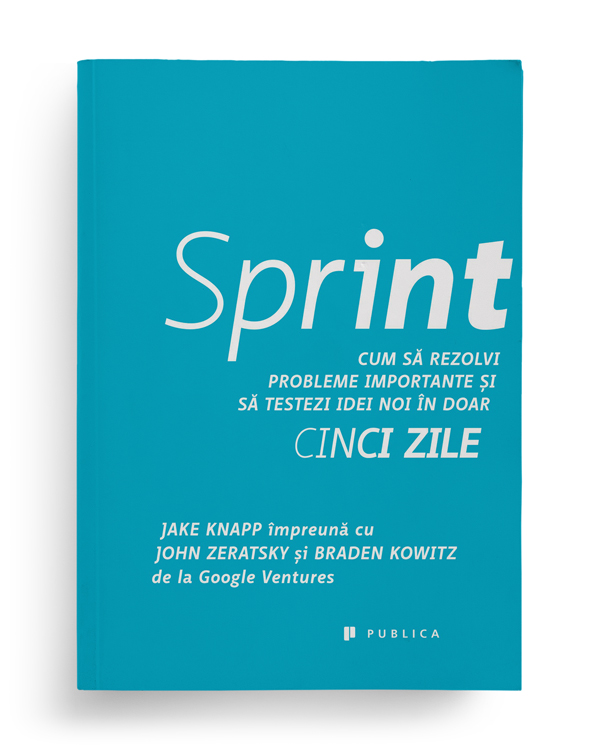 Sprint
CUM SĂ REZOLVI
PROBLEME IMPORTANTE ȘI
SĂ TESTEZI IDEI NOI ÎN DOAR
CINCI ZILE
JAKE KNAPP împreună cu
JOHN ZERATSKY și BRADEN KOWITZ
de la Google Ventures
PUBLICA